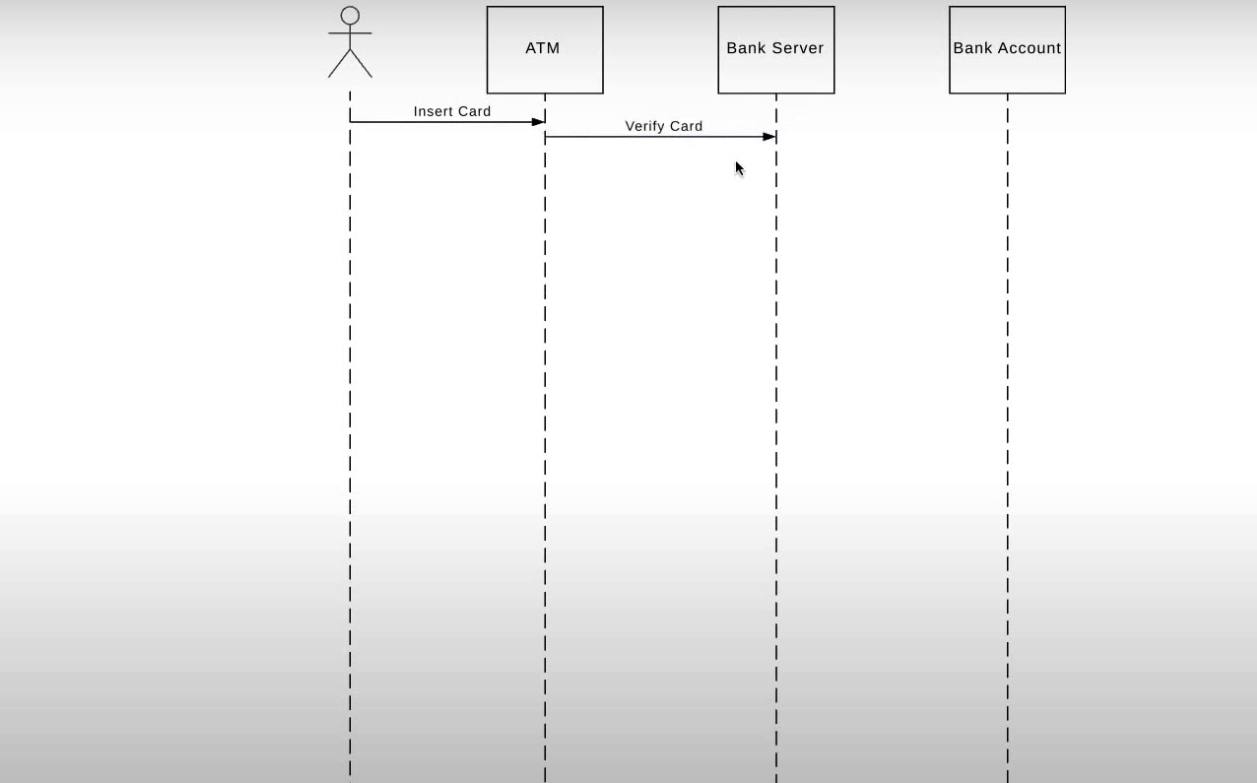 ATM
Bank Server
Bank Account
Insert Card
Verify Card